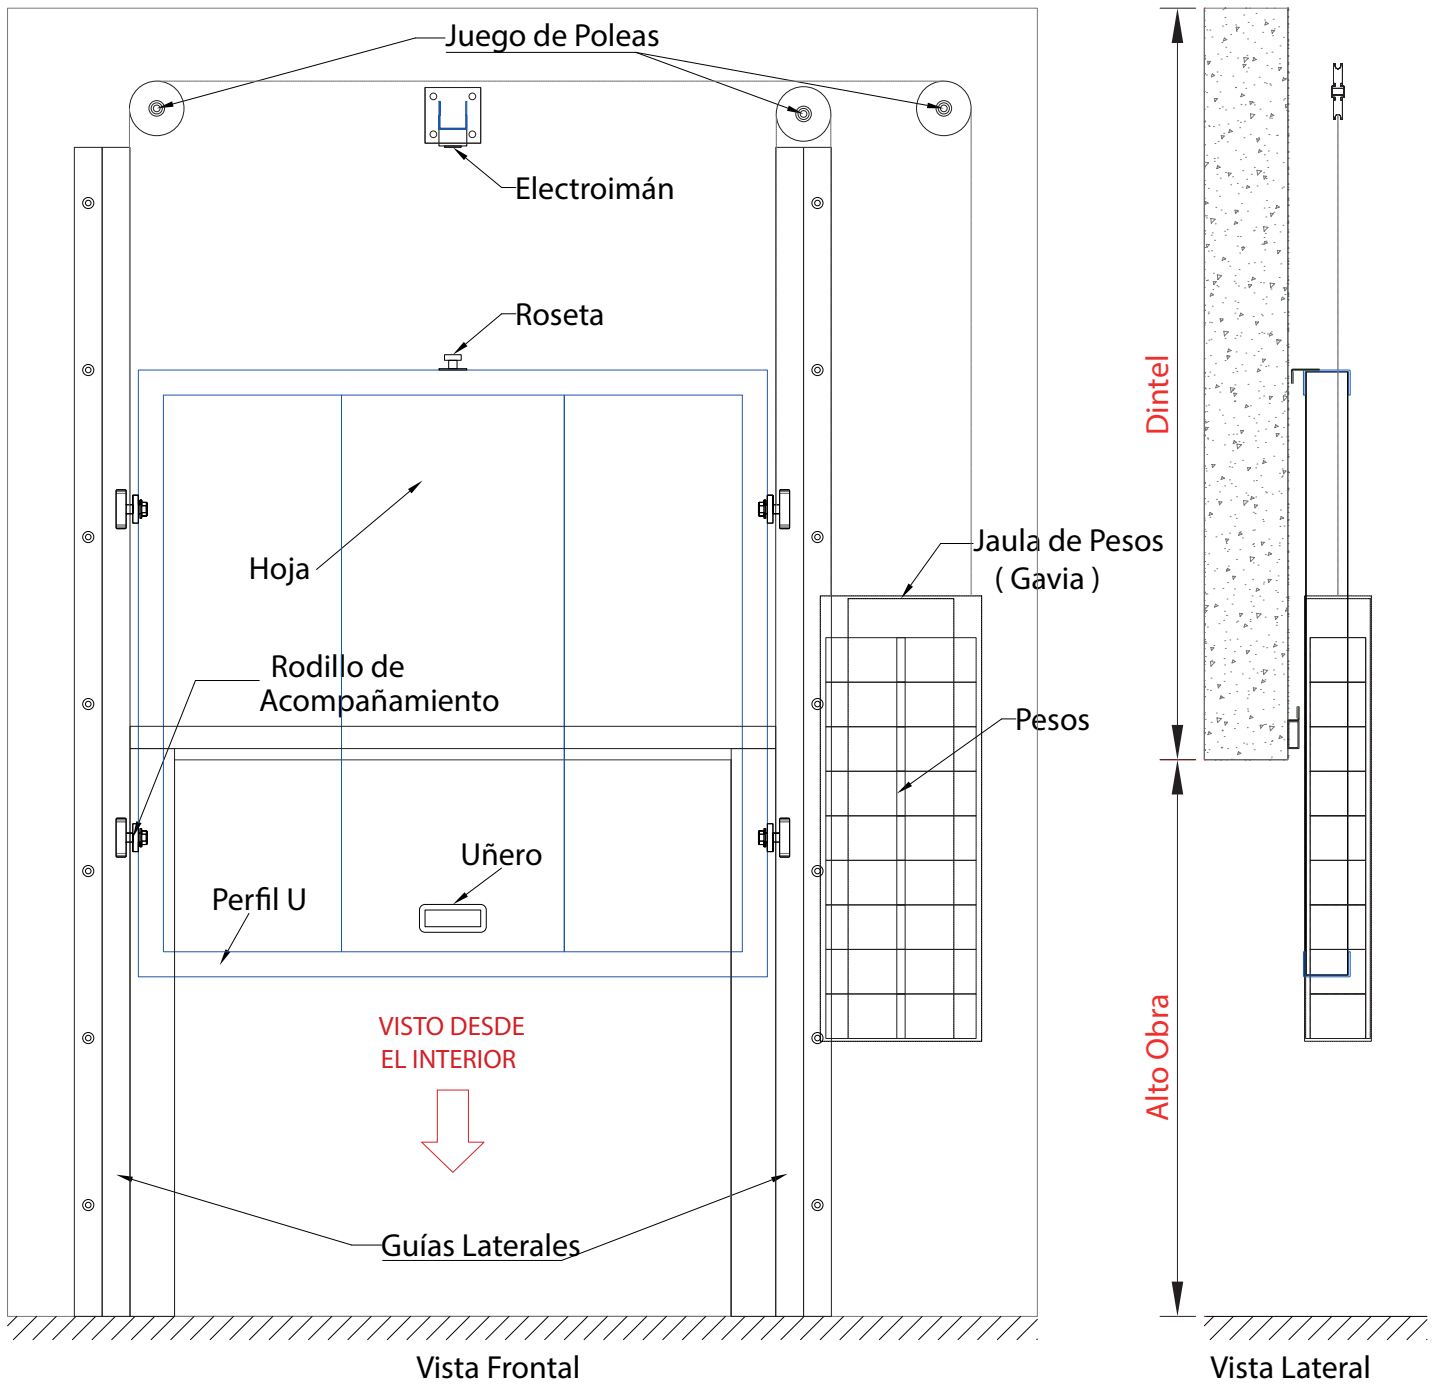 Juego de Poleas
Electroimán
Roseta
Dintel
Hoja
Jaula de Pesos
( Gavia )
Rodillo de
Acompañamiento
Pesos
Uñero
Perfil U
VISTO DESDE
EL INTERIOR
Alto Obra
Guías Laterales
Vista Frontal
Vista Lateral